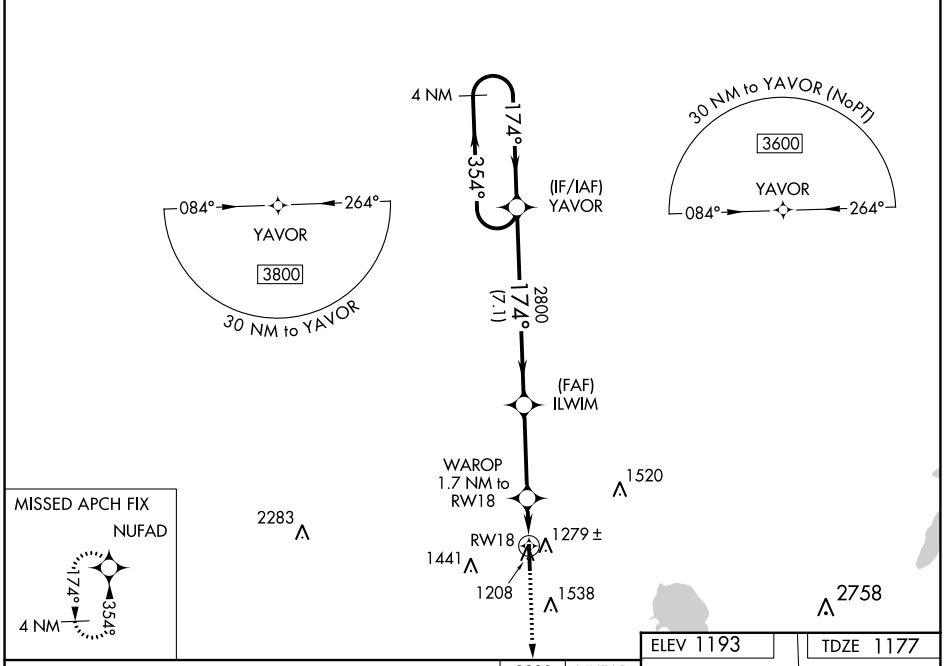 4 NM
174°
354°
(IF/IAF)
YAVOR
30 NM to YAVOR (NoPT)
3600
YAVOR
084°
264°
084°
264°
YAVOR
3800
30 NM to YAVOR
2800
174°
(7.1)
(FAF)
ILWIM
WAROP
1.7 NM to
RW18
1520
2283
RW18
1279 ±
1441
1208
1538
2758
MISSED APCH FIX
NUFAD
174°
354°
4 NM
ELEV 1193
TDZE 1177